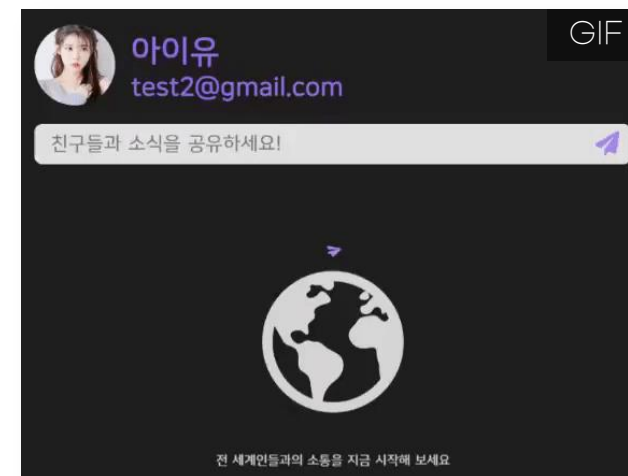 GIF
아이유
test2@gmail.com
친구들과 소식을 공유하세요!
전 세계인들과의 소통을 지금 시작해 보세요